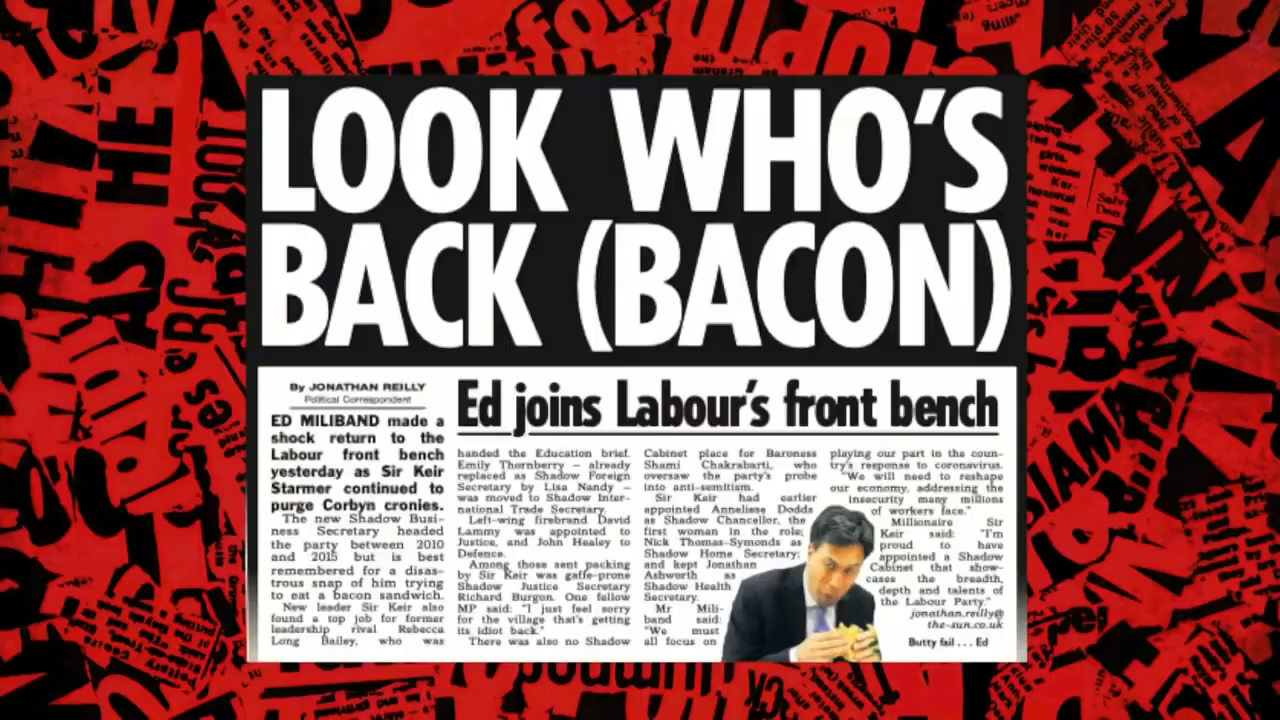 LOOK WHO'S
BACK (BACON)
By JONATHAN REILLY
Political Correspondent
ED MILIBAND made a
shock return to the
Labour front bench
yesterday as Sir Keir
Starmer continued to
purge Corbyn cronies.
The new Shadow Busi-
ness Secretary headed
the party between 2010
and 2015 but is best
remembered for a disas-
trous snap of him trying
to eat a bacon sandwich.
New leader Sir Keir also
found a top job for former
leadership rival Rebecca
Long Bailey, who was
Ed joins Labour's front bench
handed the Education brief.
Emily Thornberry — already
replaced as Shadow Foreign
Secretary by Lisa Nandy —
was moved to Shadow Inter-
national Trade Secretary.
Left-wing firebrand David
Lammy was appointed to
Justice, and John Healey to
Defence.
Among those sent packing
by Sir Keir was gaffe-prone
Shadow Justice Secretary
Richard Burgon. One fellow
MP said: "I just feel sorry
for the village that's getting
its idiot back."
There was also no Shadow
Cabinet place for Baroness
Shami Chakrabarti, who
oversaw the party's probe
into anti-semitism.
Sir Keir had earlier
appointed Anneliese Dodds
as Shadow Chancellor, the
first woman in the role;
Nick Thomas-Symonds as
Shadow Home Secretary;
and kept Jonathan
Ashworth as
Shadow Health
Secretary.
Mr Mili-
band said:
"We must
all focus on
playing our part in the coun-
try's response to coronavirus.
"We will need to reshape
our economy, addressing the
insecurity many millions
of workers face."
Millionaire Sir
Keir said: "I'm
proud to have
appointed a Shadow
Cabinet that show-
cases the breadth,
depth and talents of
the Labour Party."
jonathan.reilly@
the-sun.co.uk
Butty fail . . . Ed